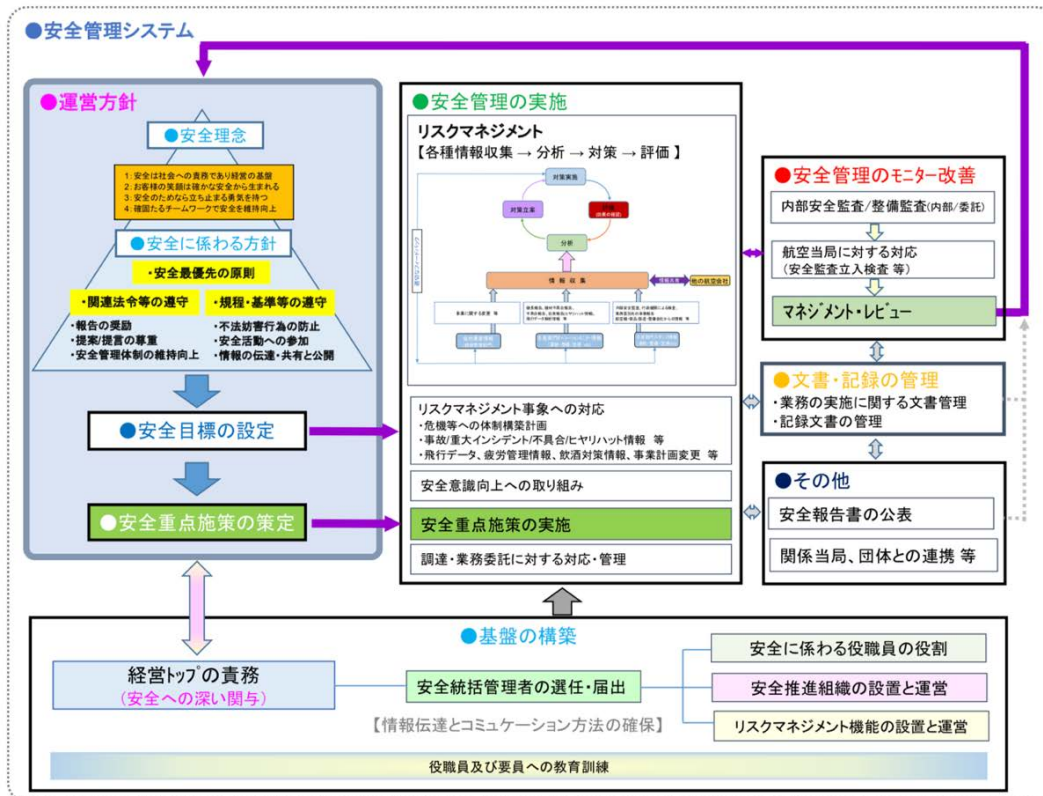 ●安全管理システム
●運営方針
●安全理念
1:安全は社会への責務であり経営の基盤
2:お客様の笑顔は確かな安全から生まれる
3:安全のためなら立ち止まる勇気を持つ
4:確固たるチームワークで安全を維持向上
●安全に係わる方針
・安全最優先の原則
・関連法令等の遵守
・規程・基準等の遵守
・報告の奨励
・提案/提言の尊重
・安全管理体制の維持向上
・不法妨害行為の防止
・安全活動への参加
・情報の伝達・共有と公開
●安全目標の設定
●安全重点施策の策定
●安全管理の実施
リスクマネジメント
【各種情報収集 → 分析 → 対策 → 評価 】
対策実施
対策立案
分析
情 報 収 集
情報共有
他の航空会社
リスクマネジメント事象への対応
・危機等への体制構築計画
・事故/重大インシデント/不具合/ヒヤリハット情報 等
・飛行データ、疲労管理情報、飲酒対策情報、事業計画変更 等
安全意識向上への取り組み
安全重点施策の実施
調達・業務委託に対する対応・管理
●安全管理のモニター改善
内部安全監査/整備監査(内部/委託)
航空当局に対する対応
(安全監査立入検査 等)
マネジメント・レビュー
●文書・記録の管理
・業務の実施に関する文書管理
・記録文書の管理
●その他
安全報告書の公表
関係当局、団体との連携 等
●基盤の構築
経営トップの責務
(安全への深い関与)
安全統括管理者の選任・届出
【情報伝達とコミュケーション方法の確保】
安全に係わる役職員の役割
安全推進組織の設置と運営
リスクマネジメント機能の設置と運営
役職員及び要員への教育訓練